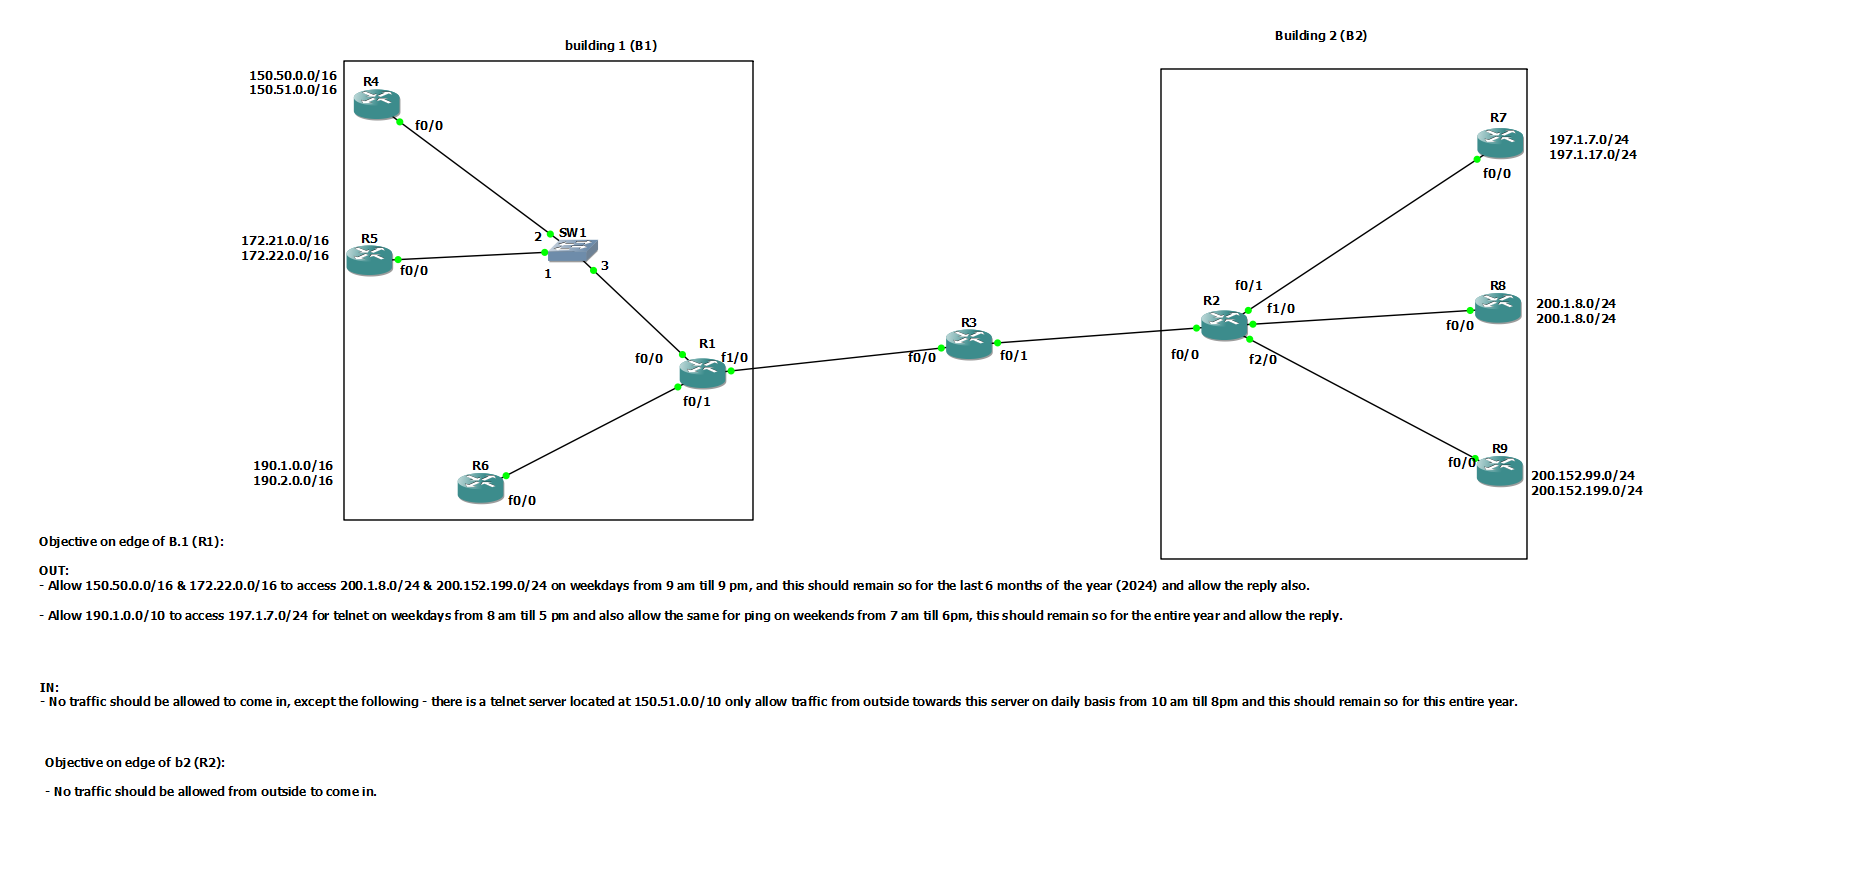 building 1 (B1)
Building 2 (B2)
150.50.0.0/16
150.51.0.0/16
R4
f0/0
172.21.0.0/16
172.22.0.0/16
R5
f0/0
2
SW1
1
3
190.1.0.0/16
190.2.0.0/16
R6
f0/0
R1
f0/0
f1/0
f0/1
R3
f0/0
f0/1
R2
f0/0
f0/1
f1/0
f2/0
R7
f0/0
197.1.7.0/24
197.1.17.0/24
R8
f0/0
200.1.8.0/24
200.1.8.0/24
R9
f0/0
200.152.99.0/24
200.152.199.0/24
Objective on edge of B.1 (R1):
OUT:
- Allow 150.50.0.0/16 & 172.22.0.0/16 to access 200.1.8.0/24 & 200.152.199.0/24 on weekdays from 9 am till 9 pm, and this should remain so for the last 6 months of the year (2024) and allow the reply also.
- Allow 190.1.0.0/10 to access 197.1.7.0/24 for telnet on weekdays from 8 am till 5 pm and also allow the same for ping on weekends from 7 am till 6pm, this should remain so for the entire year and allow the reply.
IN:
- No traffic should be allowed to come in, except the following - there is a telnet server located at 150.51.0.0/10 only allow traffic from outside towards this server on daily basis from 10 am till 8pm and this should remain so for this entire year.
Objective on edge of b2 (R2):
- No traffic should be allowed from outside to come in.